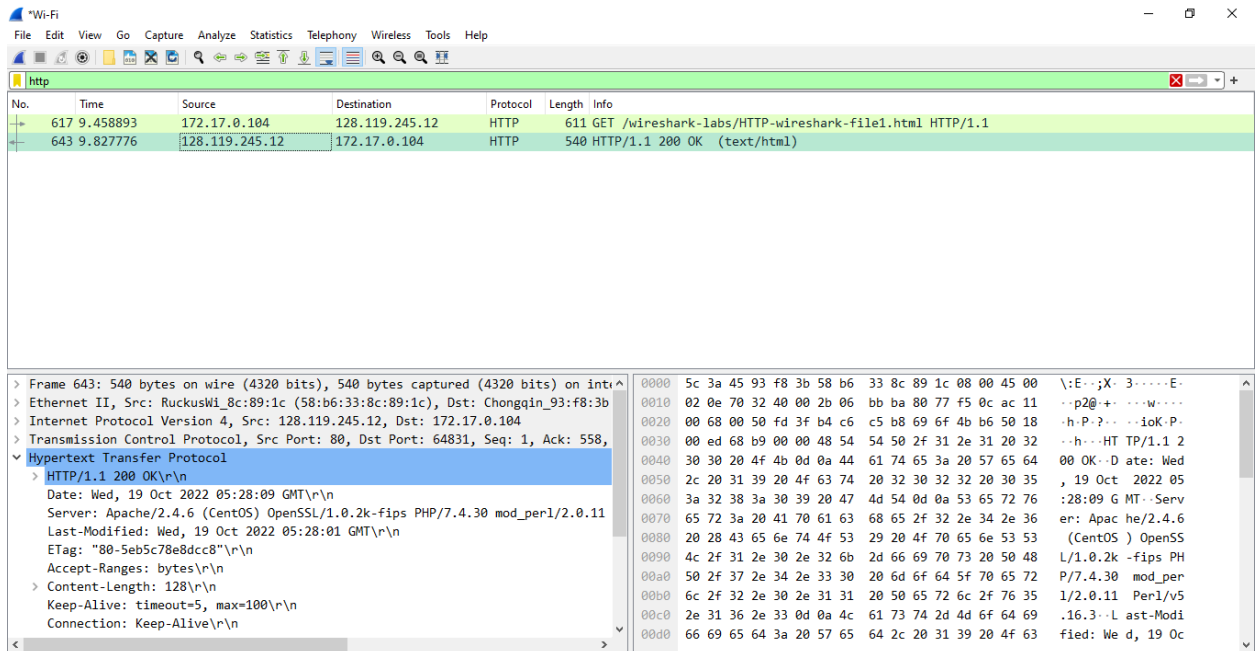 *Wi-Fi
File Edit View Go Capture Analyze Statistics Telephony Wireless Tools Help
http
No. Time Source Destination Protocol Length Info
617 9.458893 172.17.0.104 128.119.245.12 HTTP 611 GET /wireshark-labs/HTTP-wireshark-file1.html HTTP/1.1
643 9.827776 128.119.245.12 172.17.0.104 HTTP 540 HTTP/1.1 200 OK (text/html)
Frame 643: 540 bytes on wire (4320 bits), 540 bytes captured (4320 bits) on inte
Ethernet II, Src: RuckusWi_8c:89:1c (58:b6:33:8c:89:1c), Dst: Chongqin_93:f8:3b
Internet Protocol Version 4, Src: 128.119.245.12, Dst: 172.17.0.104
Transmission Control Protocol, Src Port: 80, Dst Port: 64831, Seq: 1, Ack: 558,
Hypertext Transfer Protocol
HTTP/1.1 200 OK\r\n
Date: Wed, 19 Oct 2022 05:28:09 GMT\r\n
Server: Apache/2.4.6 (CentOS) OpenSSL/1.0.2k-fips PHP/7.4.30 mod_perl/2.0.11
Last-Modified: Wed, 19 Oct 2022 05:28:01 GMT\r\n
ETag: "80-5eb5c78e8dcc8"\r\n
Accept-Ranges: bytes\r\n
Content-Length: 128\r\n
Keep-Alive: timeout=5, max=100\r\n
Connection: Keep-Alive\r\n
0000 5c 3a 45 93 f8 3b 58 b6 33 8c 89 1c 08 00 45 00 \:E··;X· 3·····E·
0010 02 0e 70 32 40 00 2b 06 bb ba 80 77 f5 0c ac 11 ··p2@·+· ···w····
0020 00 68 00 50 fd 3f b4 c6 c5 b8 69 6f 4b b6 50 18 ·h·P·?·· ··ioK·P·
0030 00 ed 68 b9 00 00 48 54 54 50 2f 31 2e 31 20 32 ··h···HT TP/1.1 2
0040 30 30 20 4f 4b 0d 0a 44 61 74 65 3a 20 57 65 64 00 OK··D ate: Wed
0050 2c 20 31 39 20 4f 63 74 20 32 30 32 32 20 30 35 , 19 Oct 2022 05
0060 3a 32 38 3a 30 39 20 47 4d 54 0d 0a 53 65 72 76 :28:09 G MT··Serv
0070 65 72 3a 20 41 70 61 63 68 65 2f 32 2e 34 2e 36 er: Apac he/2.4.6
0080 20 28 43 65 6e 74 4f 53 29 20 4f 70 65 6e 53 53 (CentOS ) OpenSS
0090 4c 2f 31 2e 30 2e 32 6b 2d 66 69 70 73 20 50 48 L/1.0.2k -fips PH
00a0 50 2f 37 2e 34 2e 33 30 20 6d 6f 64 5f 70 65 72 P/7.4.30 mod_per
00b0 6c 2f 32 2e 30 2e 31 31 20 50 65 72 6c 2f 76 35 l/2.0.11 Perl/v5
00c0 2e 31 36 2e 33 0d 0a 4c 61 73 74 2d 4d 6f 64 69 .16.3··L ast-Modi
00d0 66 69 65 64 3a 20 57 65 64 2c 20 31 39 20 4f 63 fied: We d, 19 Oc